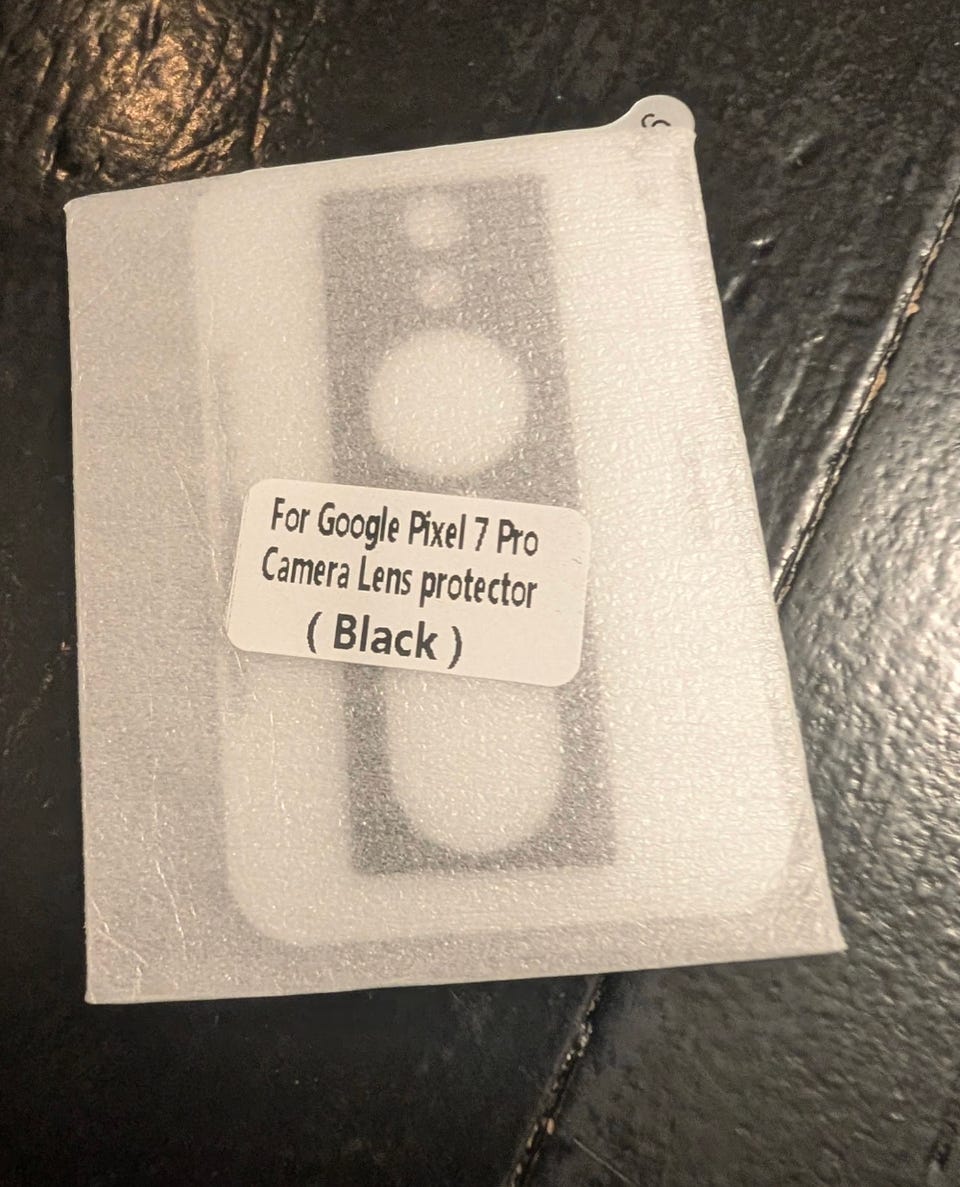 For Google Pixel 7 Pro
Camera Lens protector
( Black )